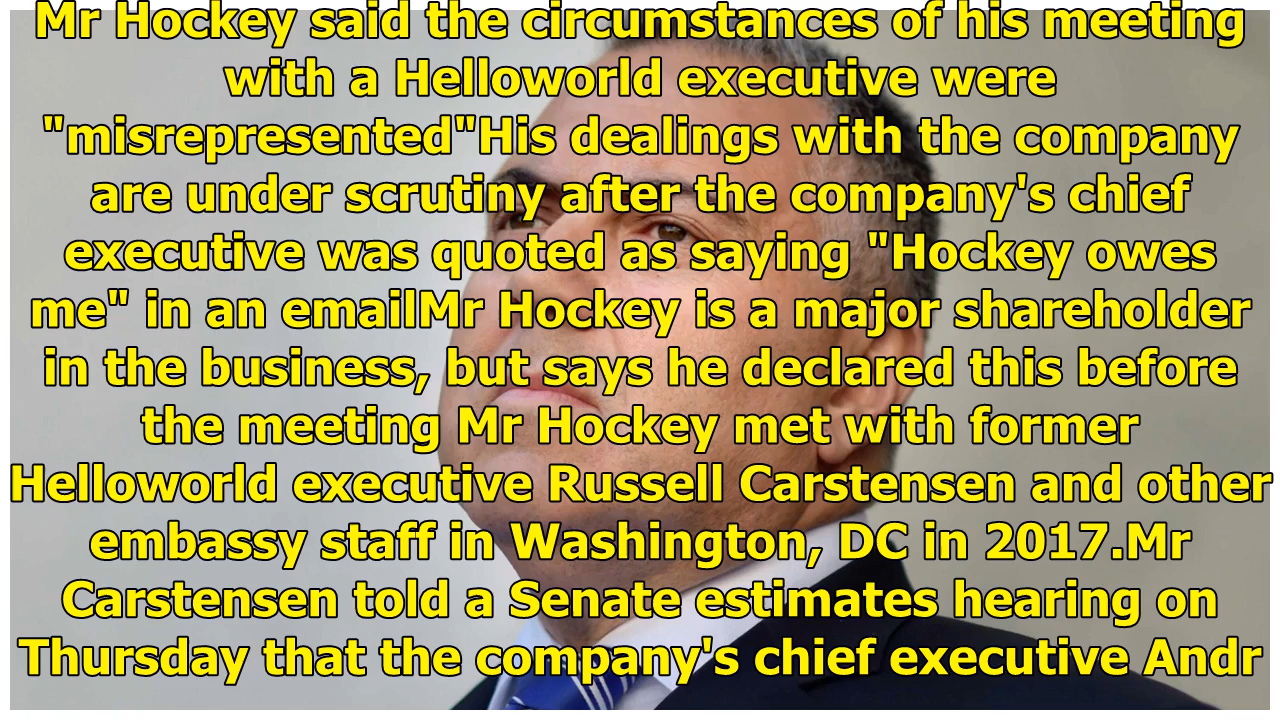 Mr Hockey said the circumstances of his meeting
with a Helloworld executive were
"misrepresented"His dealings with the company
are under scrutiny after the company's chief
executive was quoted as saying "Hockey owes
me" in an emailMr Hockey is a major shareholder
in the business, but says he declared this before
the meeting Mr Hockey met with former
Helloworld executive Russell Carstensen and other
embassy staff in Washington, DC in 2017.Mr
Carstensen told a Senate estimates hearing on
Thursday that the company's chief executive Andr